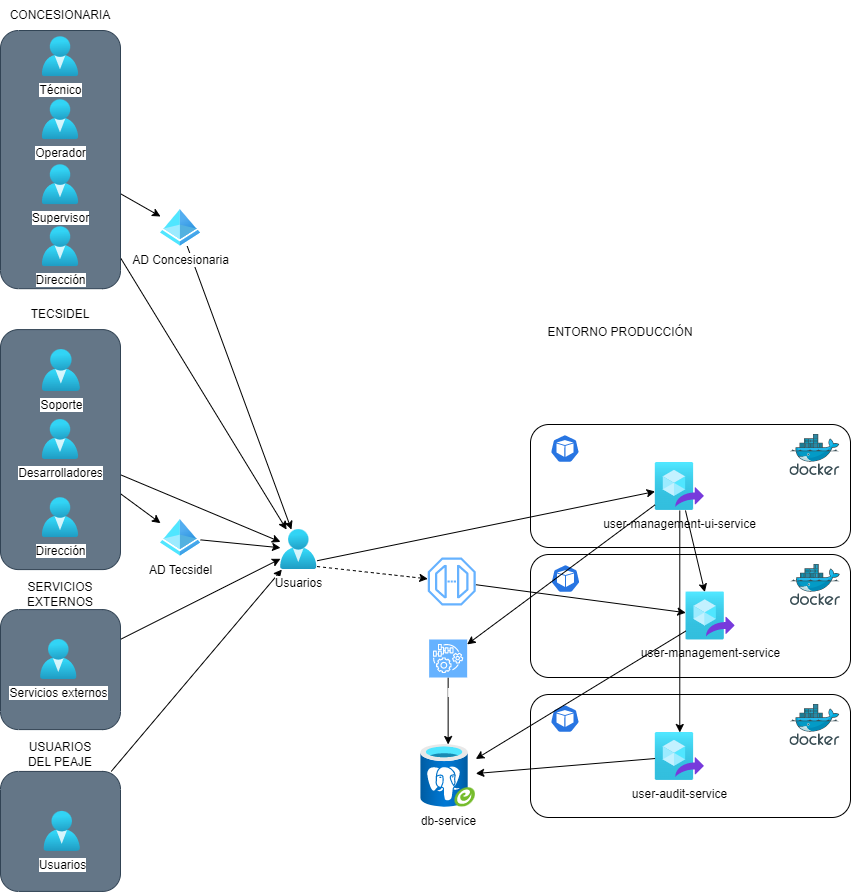 CONCESIONARIA
Técnico
Operador
Supervisor
Dirección
AD Concesionaria
TECSIDEL
Soporte
Desarrolladores
Dirección
AD Tecsidel
SERVICIOS
EXTERNOS
Servicios externos
USUARIOS
DEL PEAJE
Usuarios
Usuarios
ENTORNO PRODUCCIÓN
docker
user-management-ui-service
docker
user-management-service
docker
user-audit-service
db-service